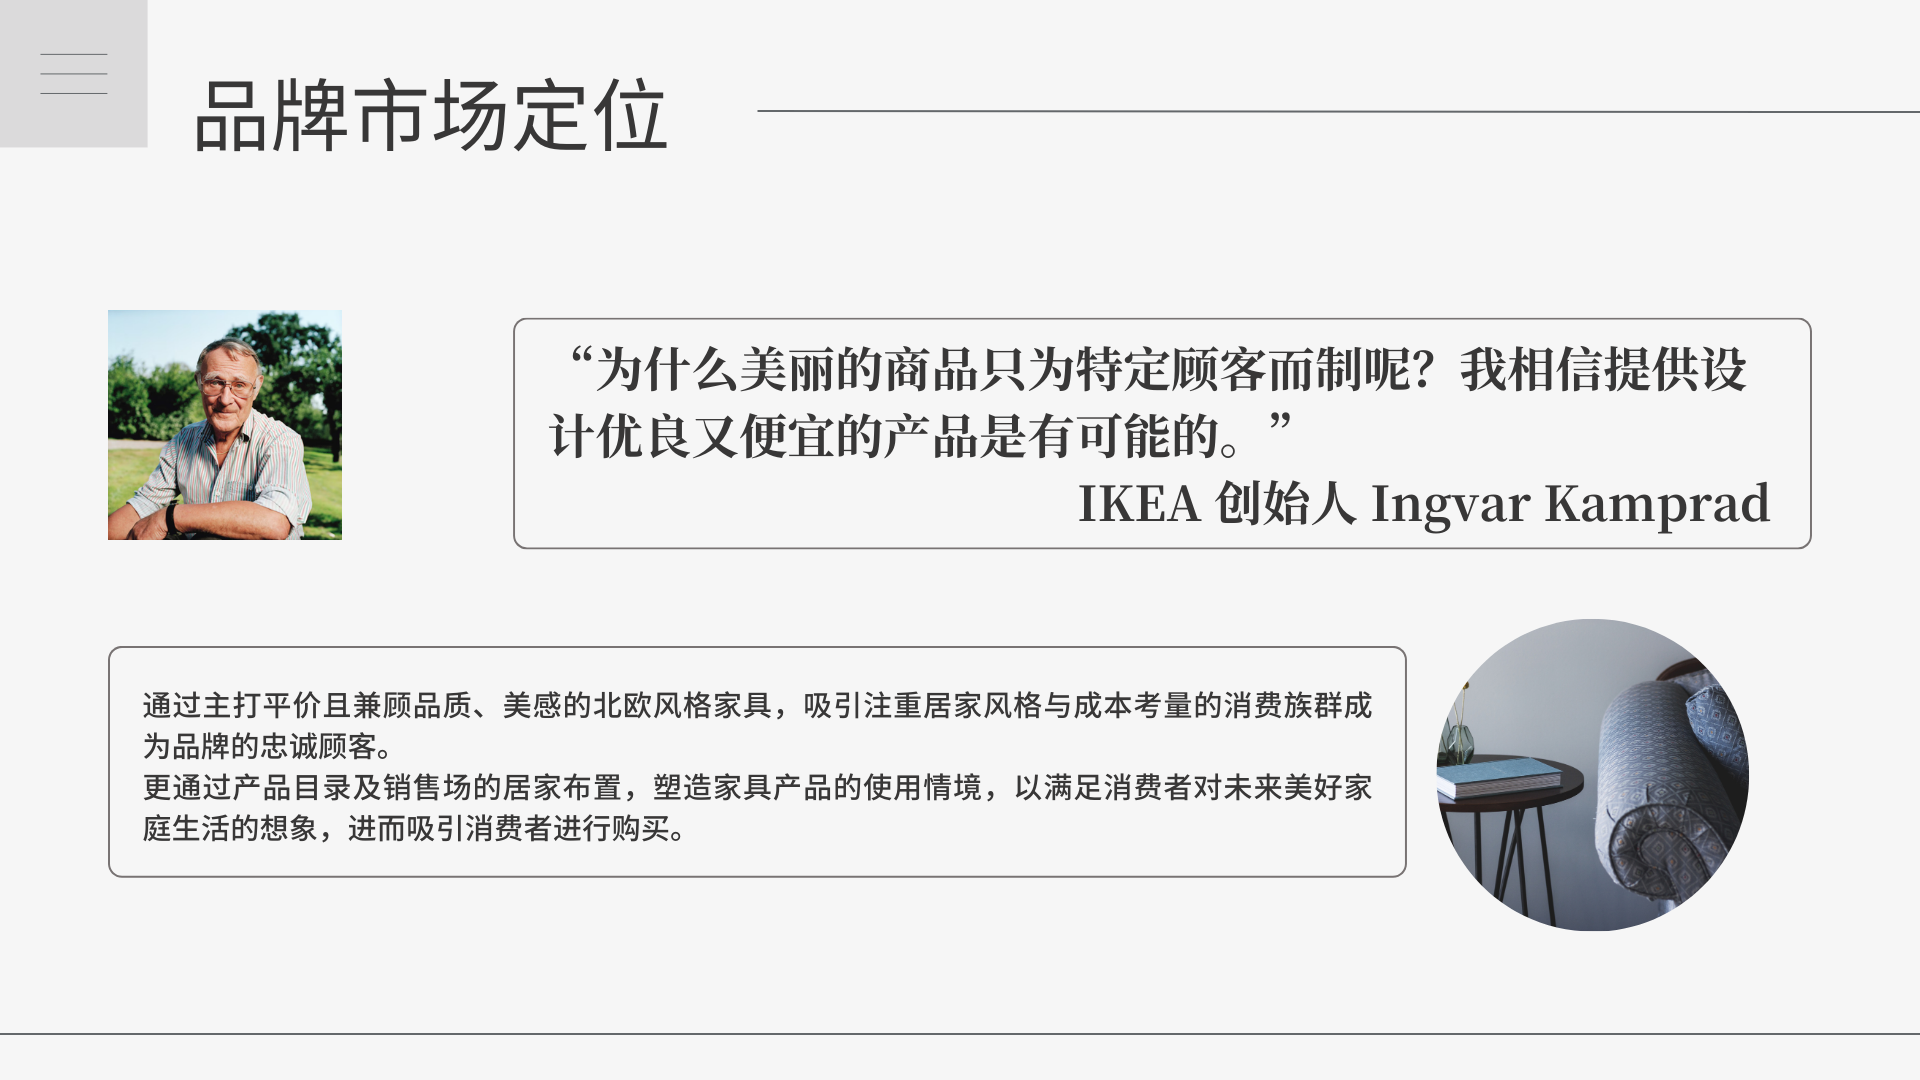 品牌市场定位
“为什么美丽的商品只为特定顾客而制呢？我相信提供设
计优良又便宜的产品是有可能的。”
IKEA 创始人 Ingvar Kamprad
通过主打平价且兼顾品质、美感的北欧风格家具，吸引注重居家风格与成本考量的消费族群成
为品牌的忠诚顾客。
更通过产品目录及销售场的居家布置，塑造家具产品的使用情境，以满足消费者对未来美好家
庭生活的想象，进而吸引消费者进行购买。